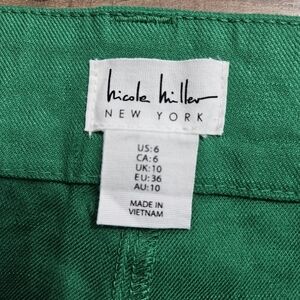 nicole miller
NEW YORK
US: 6
CA: 6
UK: 10
EU: 36
AU: 10
MADE IN
VIETNAM